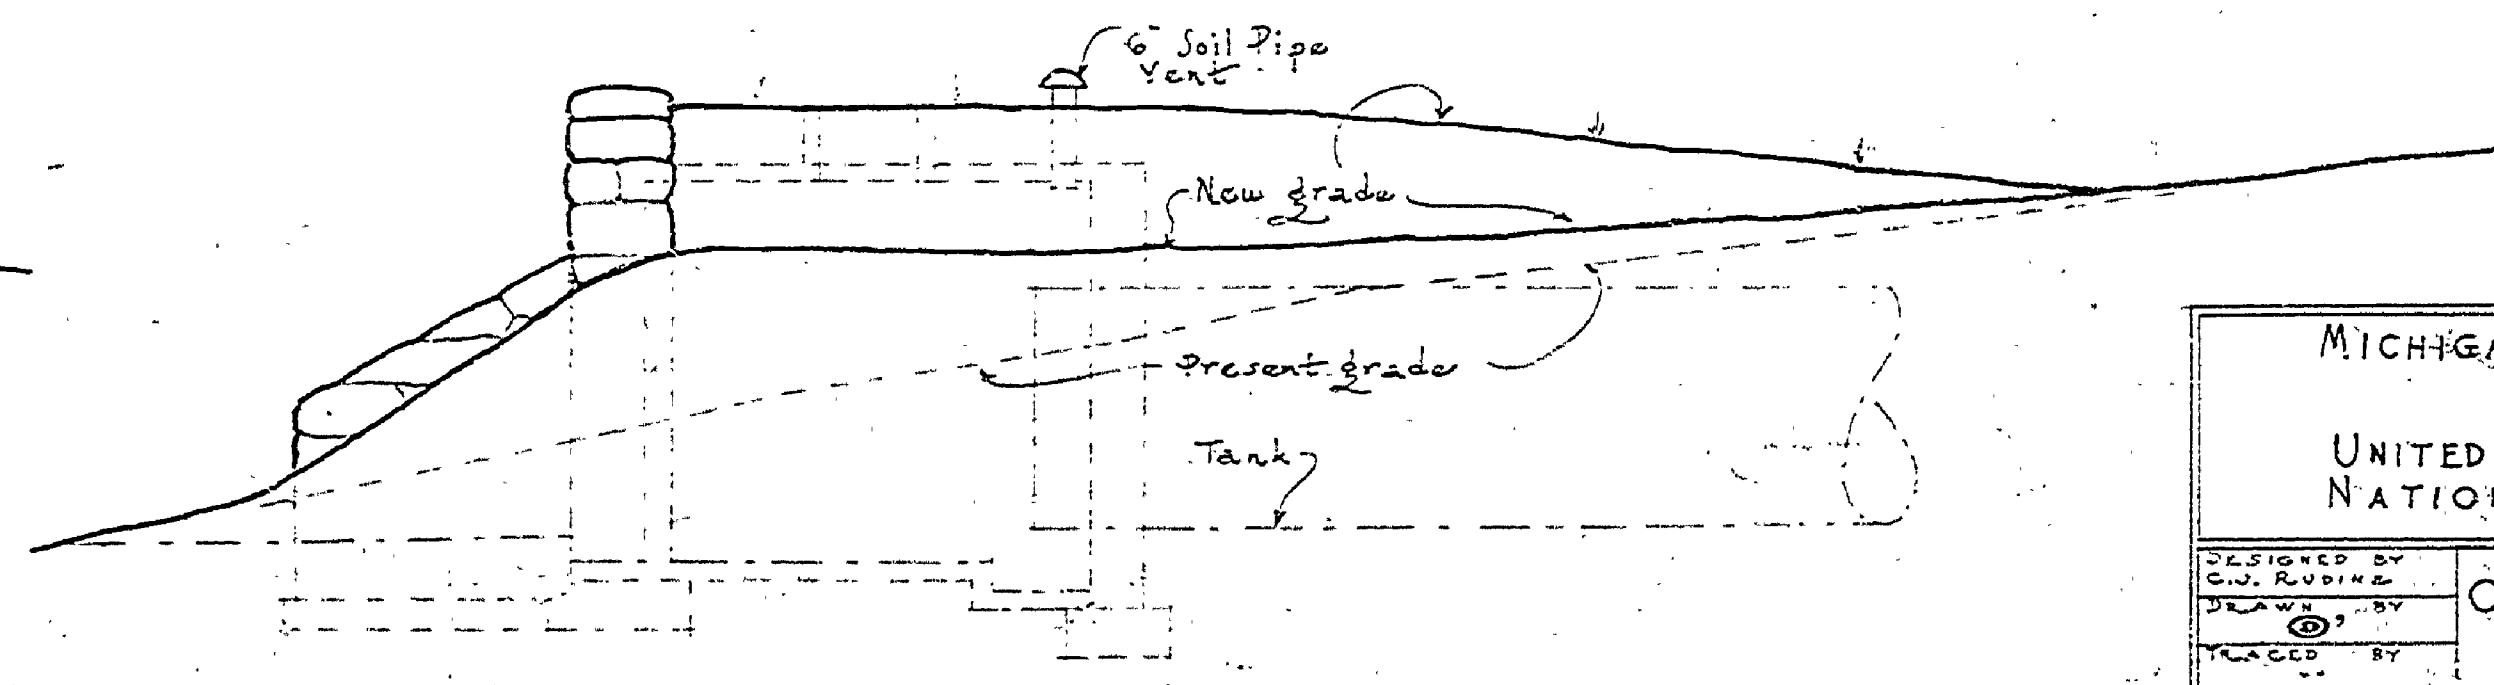 6" Soil Pipe
Vent
New grade
Present grade
Tank
MICHIGA
UNITED
NATIO
DESIGNED BY
C.J. RUDINE
DRAWN BY
TRACED BY